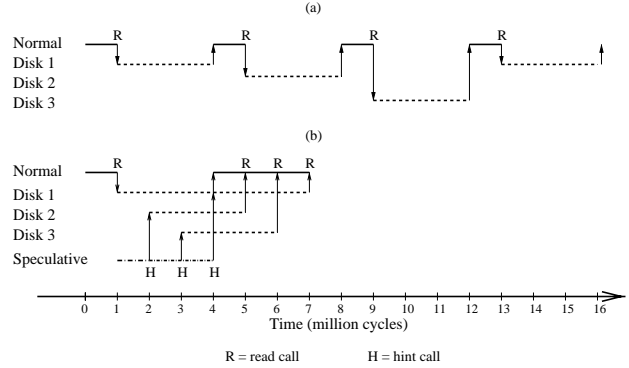 (a)
Normal R R R R
Disk 1
Disk 2
Disk 3
(b)
Normal R R R R
Disk 1
Disk 2
Disk 3
Speculative
H H H
0 1 2 3 4 5 6 7 8 9 10 11 12 13 14 15 16
Time (million cycles)
R = read call H = hint call